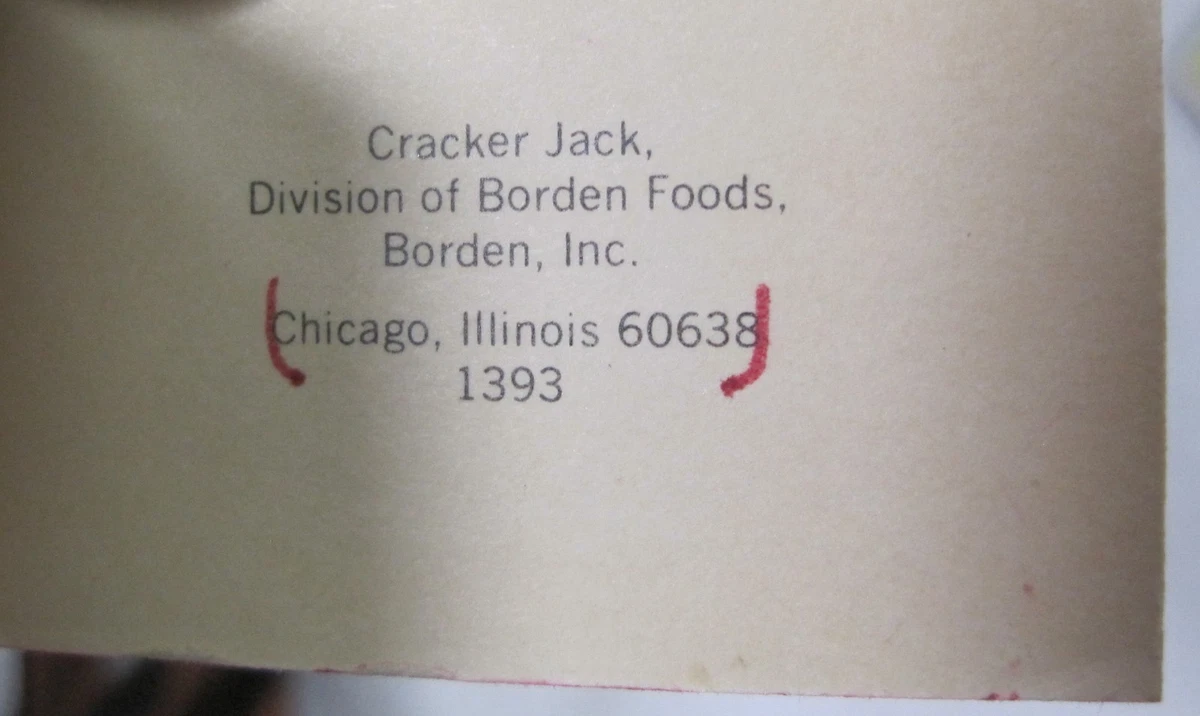 Cracker Jack,
Division of Borden Foods,
Borden, Inc.
Chicago, Illinois 60638
1393